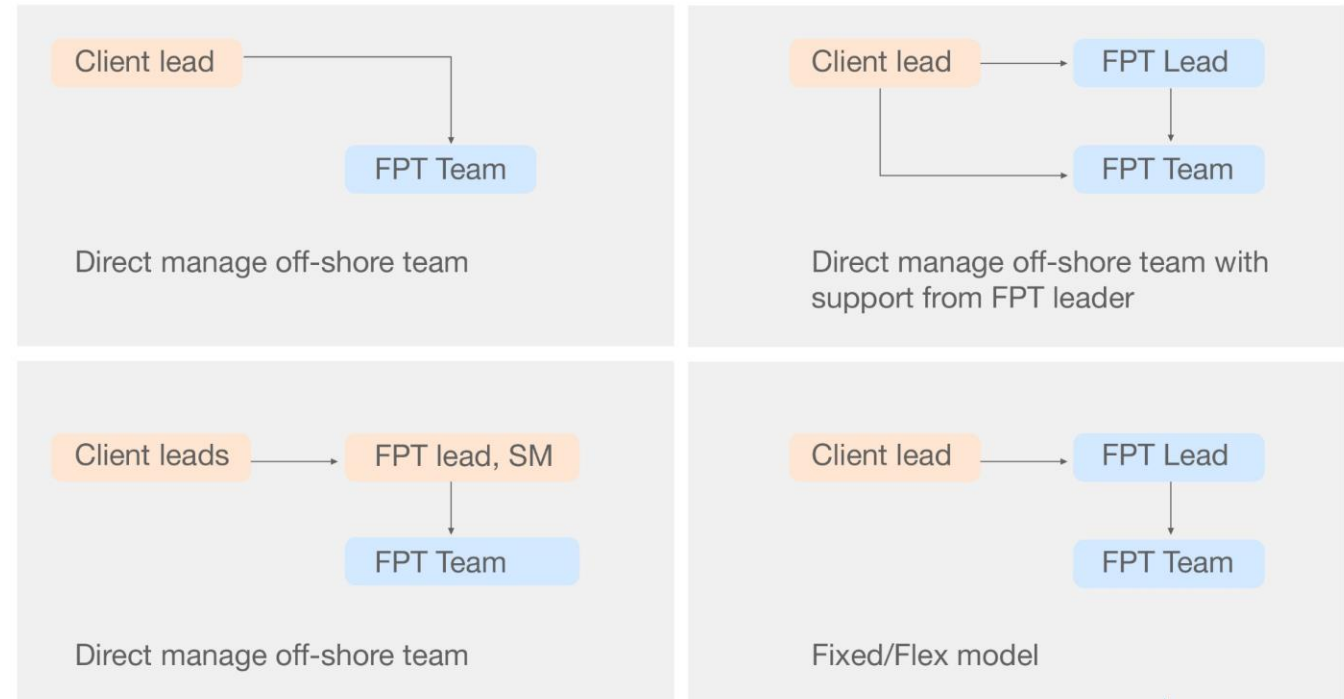 Client lead
FPT Team
Direct manage off-shore team
Client lead
FPT Lead
FPT Team
Direct manage off-shore team with
support from FPT leader
Client leads
FPT lead, SM
FPT Team
Direct manage off-shore team
Client lead
FPT Lead
FPT Team
Fixed/Flex model